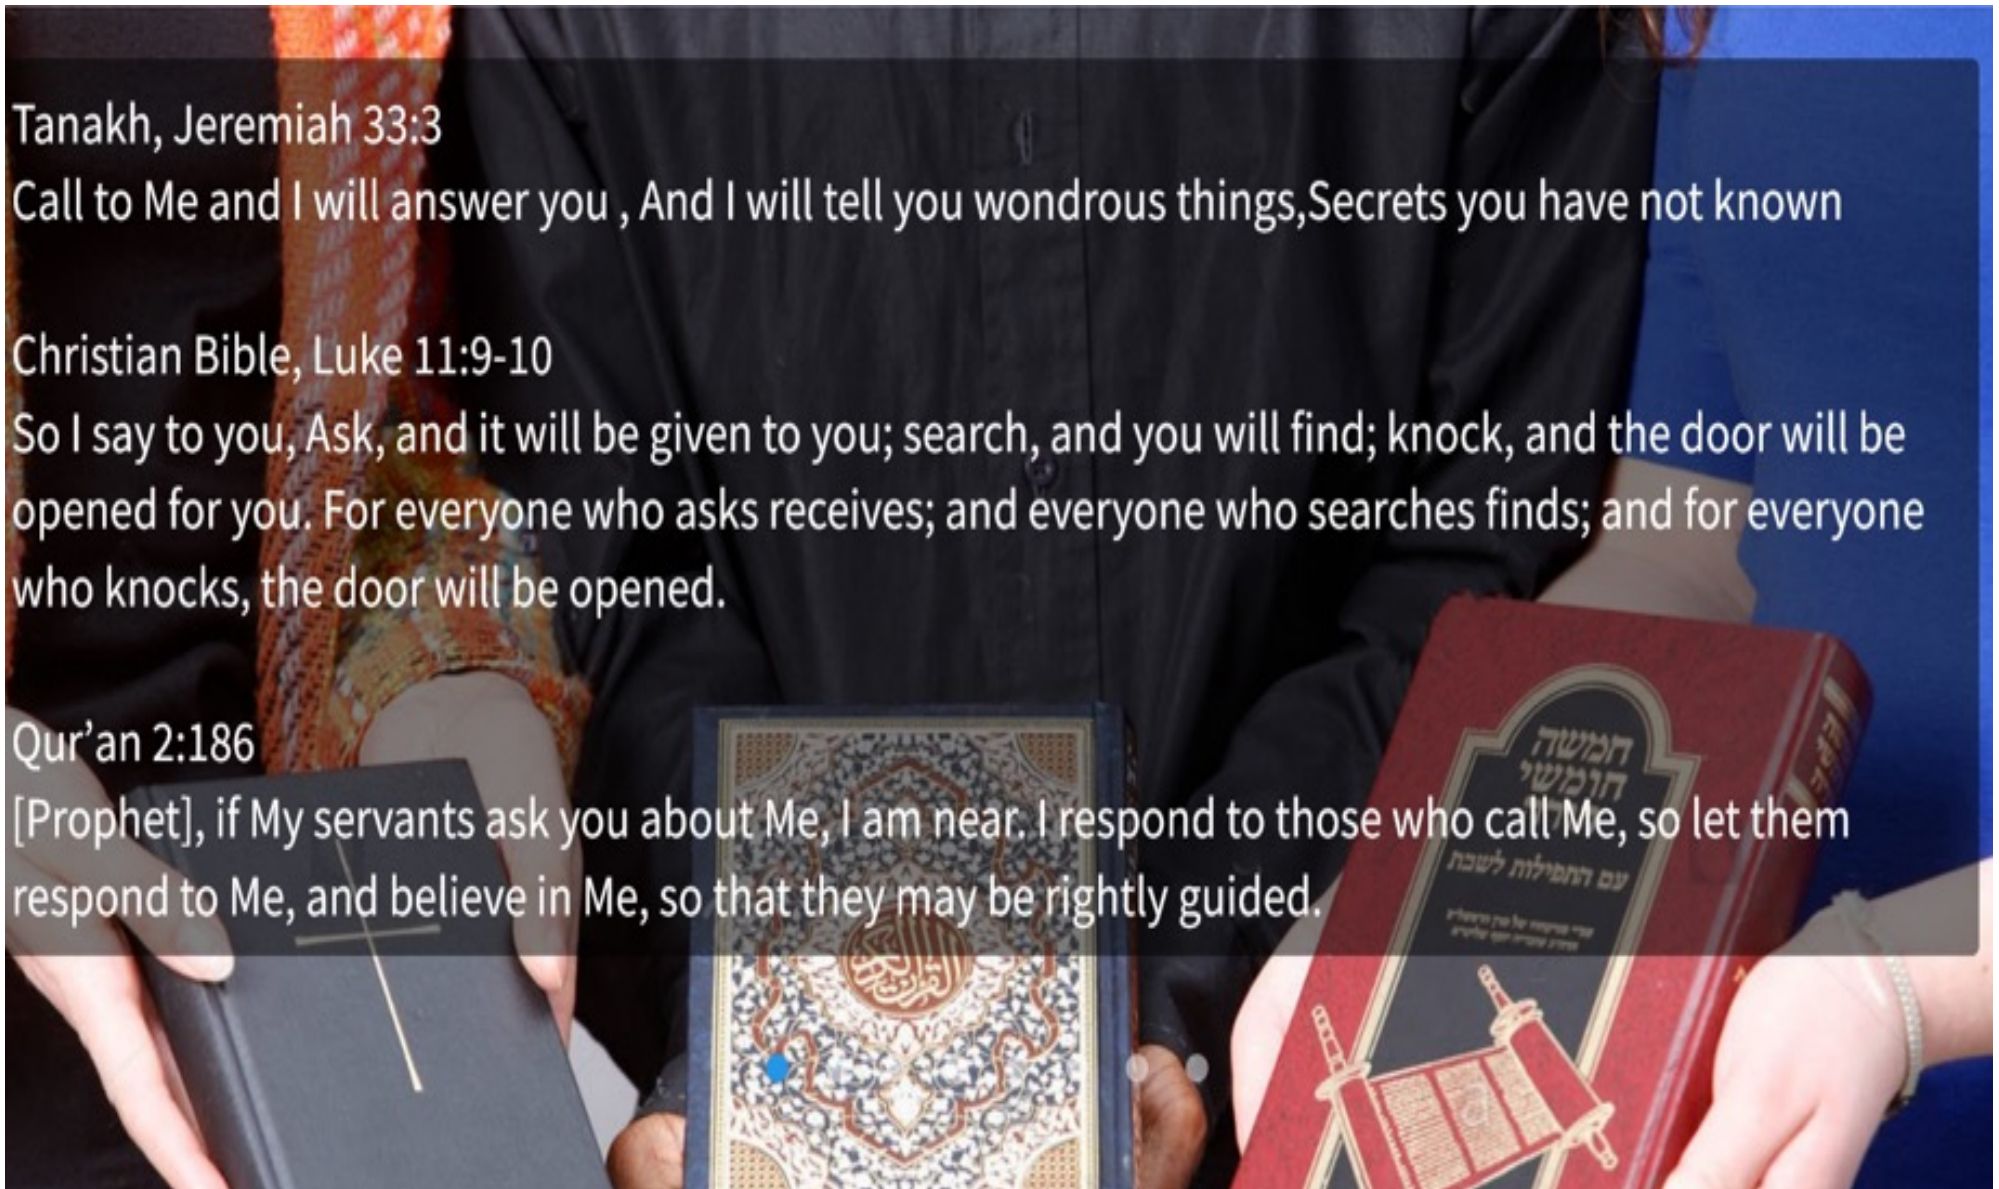 Tanakh, Jeremiah 33:3
Call to Me and I will answer you , And I will tell you wondrous things,Secrets you have not known
Christian Bible, Luke 11:9-10
So I say to you, Ask, and it will be given to you; search, and you will find; knock, and the door will be
opened for you. For everyone who asks receives; and everyone who searches finds; and for everyone
who knocks, the door will be opened.
Qur’an 2:186
[Prophet], if My servants ask you about Me, I am near. I respond to those who call Me, so let them
respond to Me, and believe in Me, so that they may be rightly guided.
חמשה
חומשי
עם התפילות לשבת
القرآن الكريم